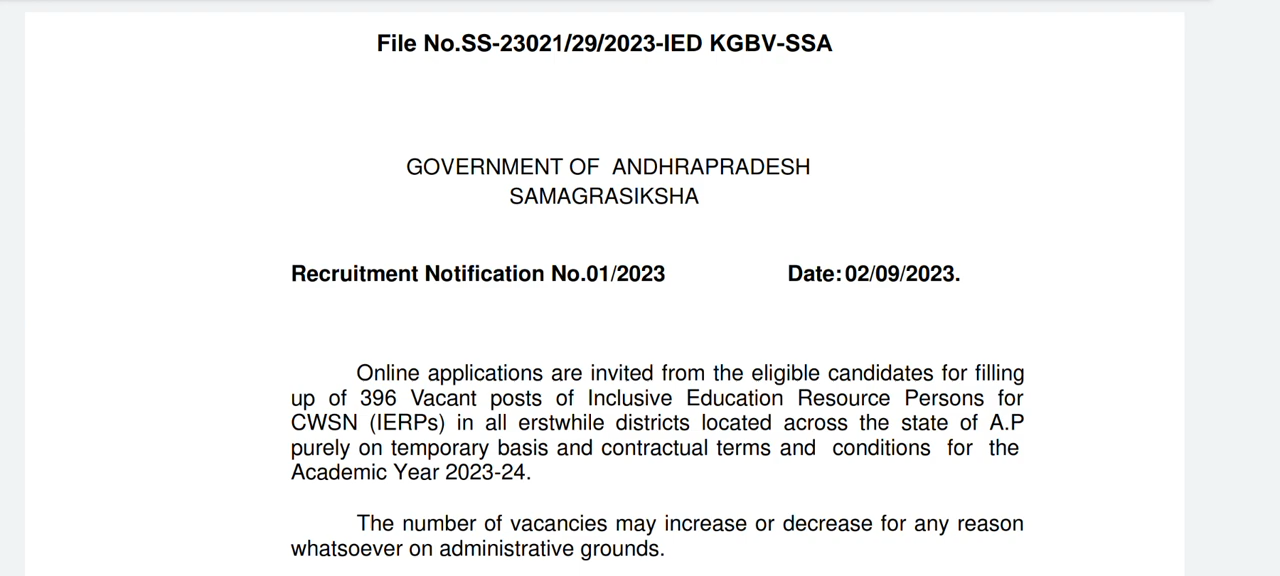 File No.SS-23021/29/2023-IED KGBV-SSA
GOVERNMENT OF ANDHRAPRADESH
SAMAGRASIKSHA
Recruitment Notification No.01/2023 Date:02/09/2023.
Online applications are invited from the eligible candidates for filling
up of 396 Vacant posts of Inclusive Education Resource Persons for
CWSN (IERPs) in all erstwhile districts located across the state of A.P
purely on temporary basis and contractual terms and conditions for the
Academic Year 2023-24.
The number of vacancies may increase or decrease for any reason
whatsoever on administrative grounds.